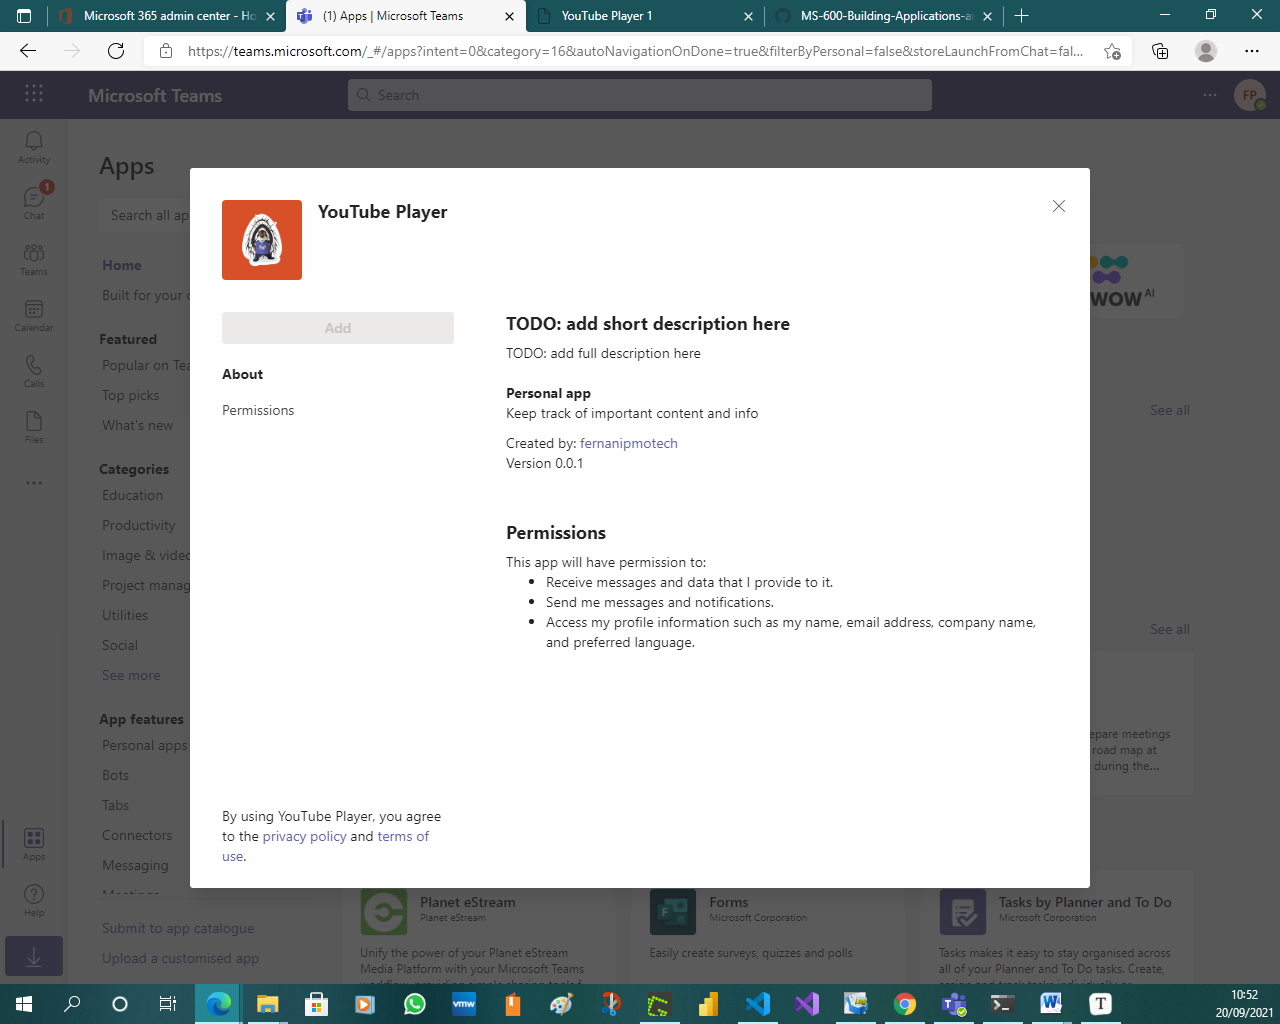 Microsoft 365 admin center - Ho
(1) Apps | Microsoft Teams
YouTube Player 1
MS-600-Building-Applications-a
https://teams.microsoft.com/_#/apps?intent=0&category=16&autoNavigationOnDone=true&filterByPersonal=false&storeLaunchFromChat=fal...
Microsoft Teams
Search
FP
Activity
1
Chat
Teams
Calendar
Calls
Files
Apps
Help
Apps
Search all ap
Home
Built for your
Featured
Popular on Tea
Top picks
What's new
Categories
Education
Productivity
Image & videc
Project manag
Utilities
Social
See more
App features
Personal apps
Bots
Tabs
Connectors
Messaging
Meetings
Submit to app catalogue
Upload a customised app
YouTube Player
Add
About
Permissions
TODO: add short description here
TODO: add full description here
Personal app
Keep track of important content and info
Created by: fernanipmotech
Version 0.0.1
Permissions
This app will have permission to:
• Receive messages and data that I provide to it.
• Send me messages and notifications.
• Access my profile information such as my name, email address, company name,
and preferred language.
By using YouTube Player, you agree
to the privacy policy and terms of
use.
WOW AI
See all
See all
epare meetings
road map at
during the...
Planet eStream
Planet eStream
Unify the power of your Planet eStream
Media Platform with your Microsoft Teams
Forms
Microsoft Corporation
Easily create surveys, quizzes and polls
Tasks by Planner and To Do
Microsoft Corporation
Tasks makes it easy to stay organised across
all of your Planner and To Do tasks. Create,
vmw
10:52
20/09/2021